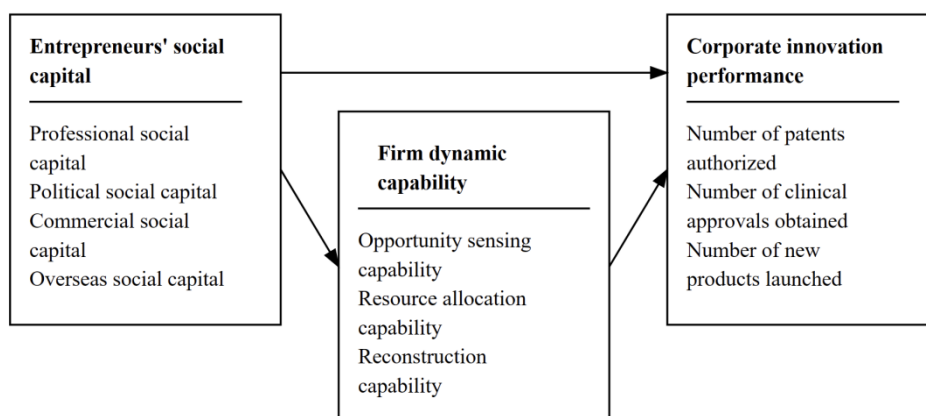 Entrepreneurs' social
capital
Professional social
capital
Political social capital
Commercial social
capital
Overseas social capital
Firm dynamic
capability
Opportunity sensing
capability
Resource allocation
capability
Reconstruction
capability
Corporate innovation
performance
Number of patents
authorized
Number of clinical
approvals obtained
Number of new
products launched